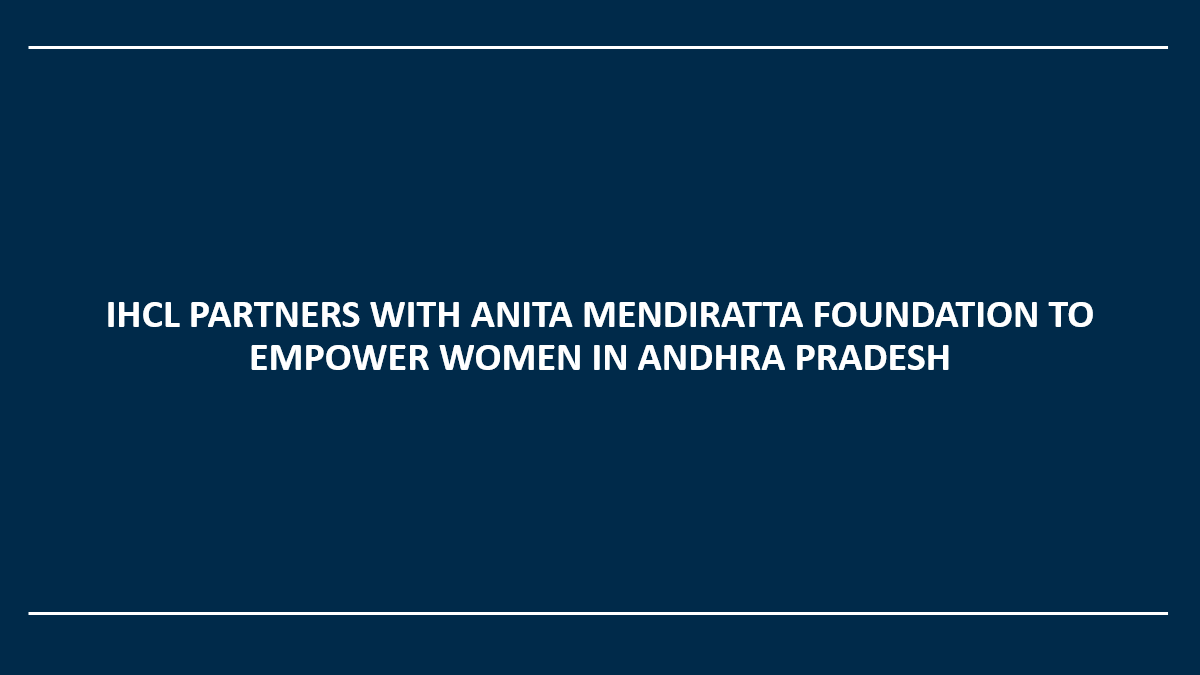 IHCL PARTNERS WITH ANITA MENDIRATTA FOUNDATION TO
EMPOWER WOMEN IN ANDHRA PRADESH